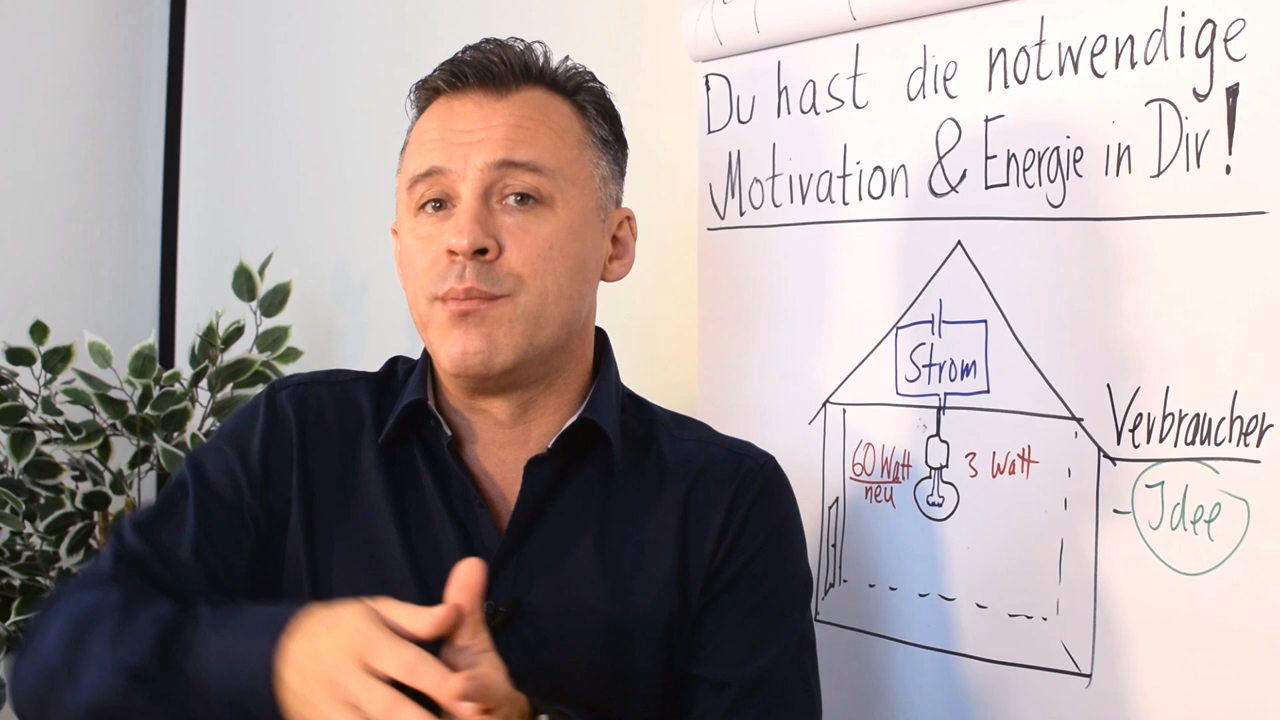 Du hast die notwendige
Motivation & Energie in Dir!
Strom
Verbraucher
60 Watt
neu
3 Watt
- Idee